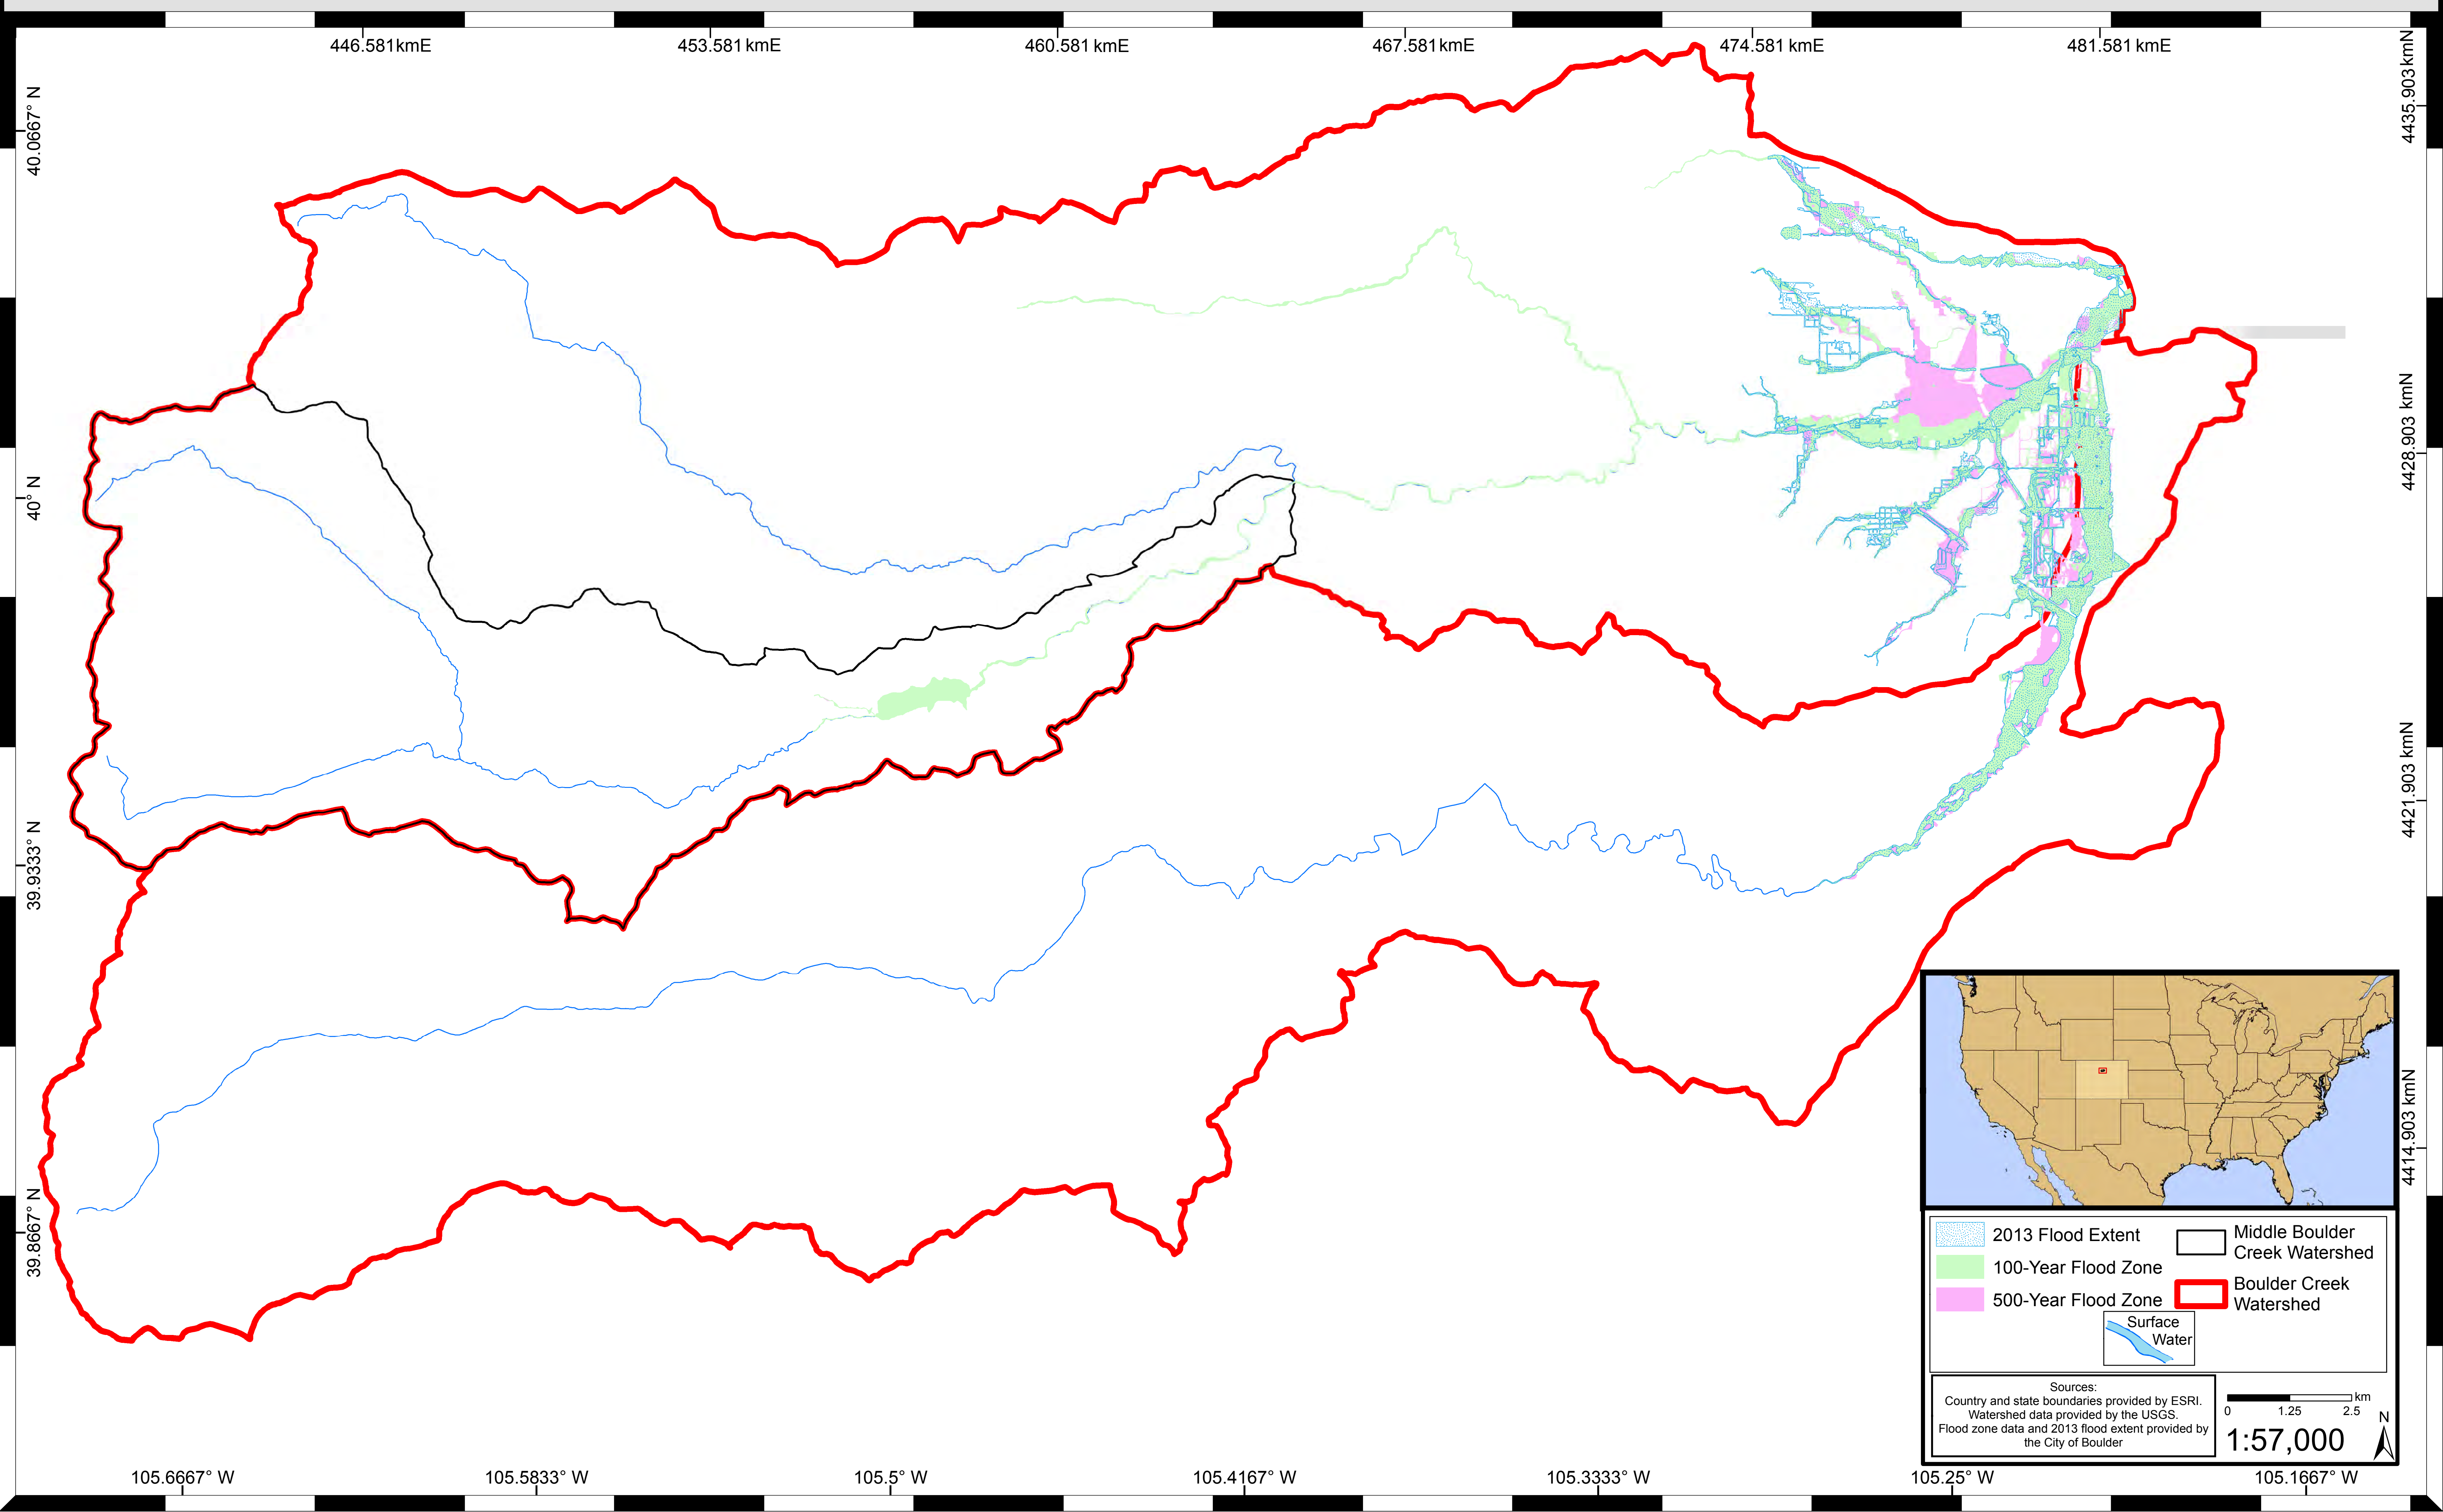 446.581 kmE
453.581 kmE
460.581 kmE
467.581 kmE
474.581 kmE
481.581 kmE
40.0667° N
40° N
39.9333° N
39.8667° N
4435.903 kmN
4428.903 kmN
4421.903 kmN
4414.903 kmN
2013 Flood Extent
100-Year Flood Zone
500-Year Flood Zone
Middle Boulder
Creek Watershed
Boulder Creek
Watershed
Surface
Water
Sources:
Country and state boundaries provided by ESRI.
Watershed data provided by the USGS.
Flood zone data and 2013 flood extent provided by
the City of Boulder
km
0 1.25 2.5
N
1:57,000
105.6667° W
105.5833° W
105.5° W
105.4167° W
105.3333° W
105.25° W
105.1667° W